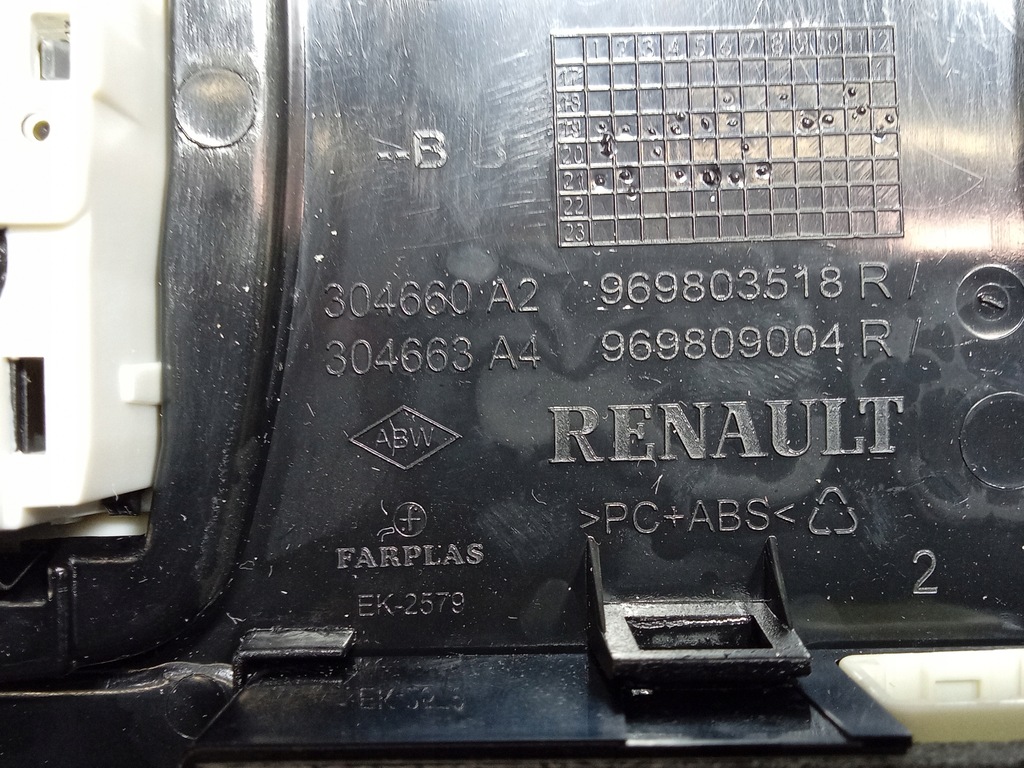 1 2 3 4 5 6 7 8 9 10 11 12
17
18
19
20
21
22
23
--B
304660 A2 969803518 R /
304663 A4 969809004 R /
ABW RENAULT
>PC+ABS<
f
FARPLAS
2
EK-2579